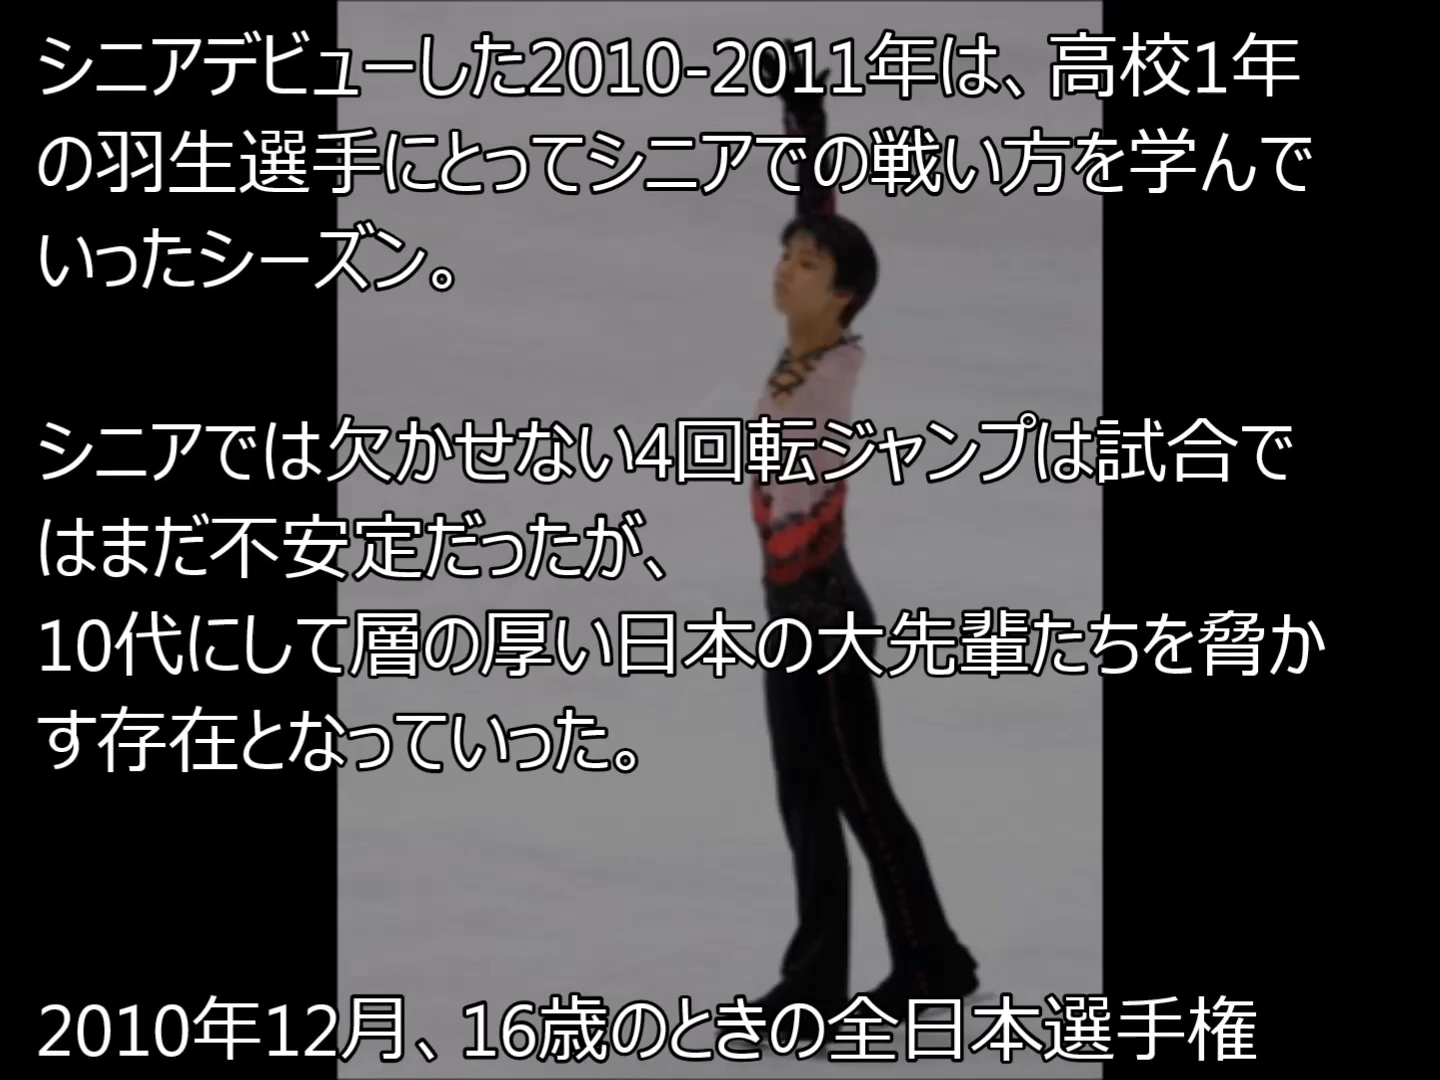 シニアデビューした2010-2011年は、高校1年
の羽生選手にとってシニアでの戦い方を学んで
いったシーズン。
シニアでは欠かせない4回転ジャンプは試合で
はまだ不安定だったが、
10代にして層の厚い日本の大先輩たちを脅か
す存在となっていった。
2010年12月、16歳のときの全日本選手権